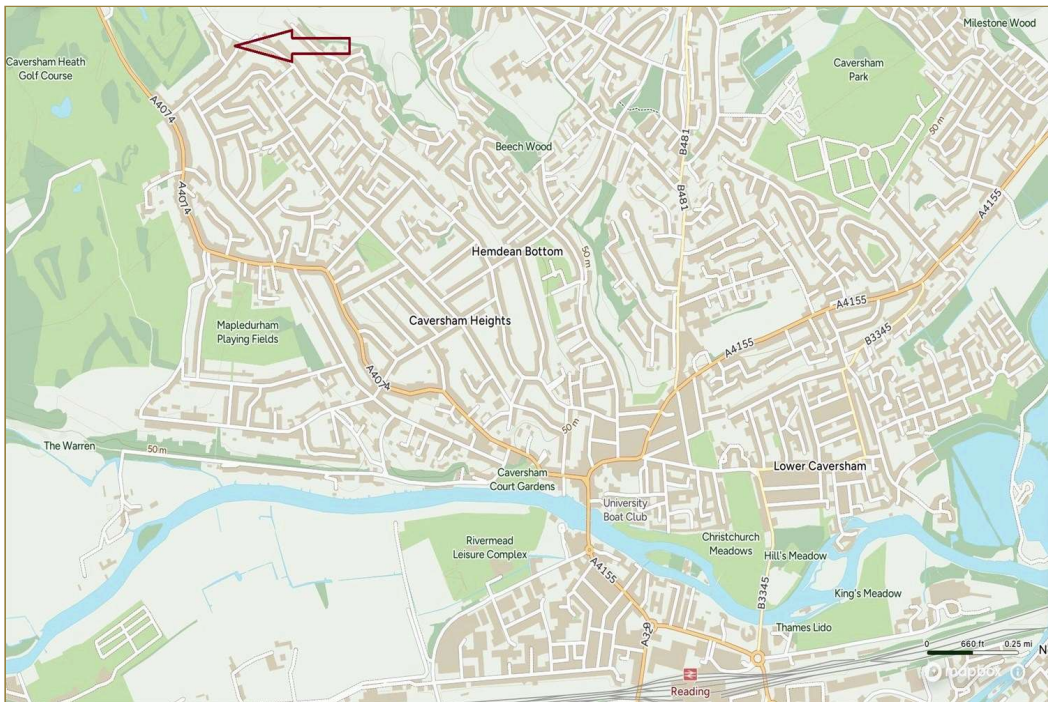 Milestone Wood
Caversham Heath
Golf Course
Caversham
Park
A4074
B481
50 m
Beech Wood
A4074
B481
A4155
Hemdean Bottom
50 m
A4155
Caversham Heights
Mapledurham
Playing Fields
B3345
A4155
A4074
50 m
The Warren
50 m
Lower Caversham
Caversham
Court Gardens
University
Boat Club
Christchurch
Meadows
Rivermead
Leisure Complex
Hill's Meadow
A4155
King's Meadow
B3345
Thames Lido
A329
0 660 ft 0.25 mi
N
mapbox
Reading